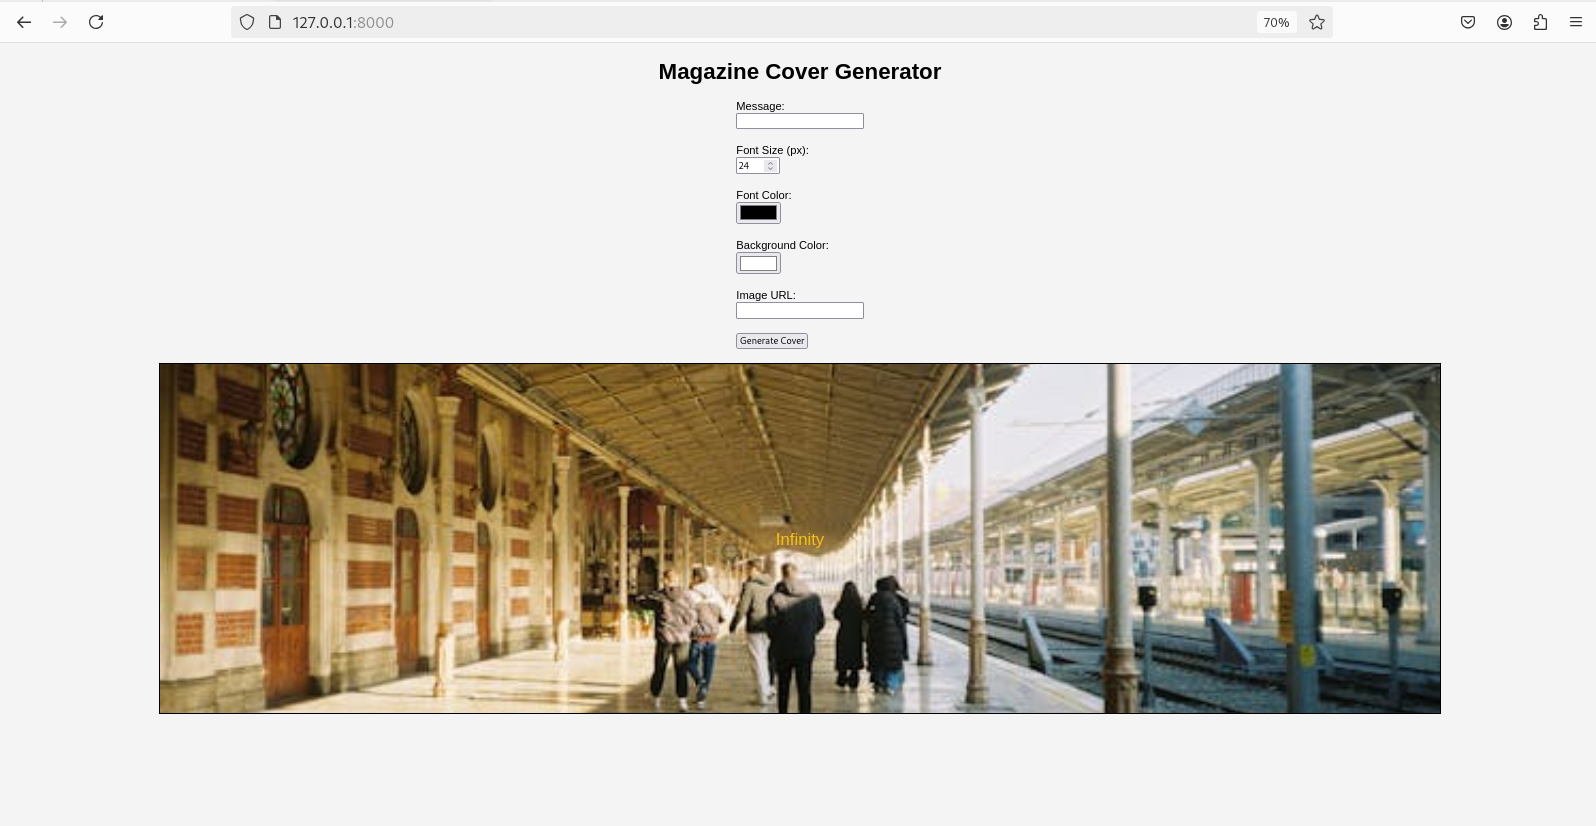 127.0.0.1:8000
70%
Magazine Cover Generator
Message:
Font Size (px):
24
Font Color:
Background Color:
Image URL:
Generate Cover
Infinity